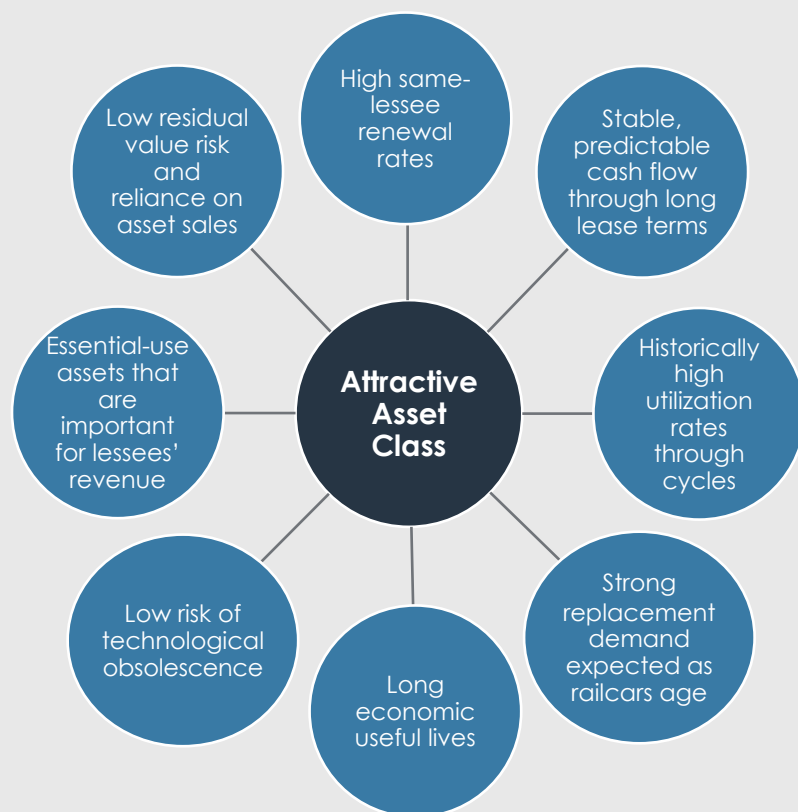 High same-
lessee
renewal
rates
Stable,
predictable
cash flow
through long
lease terms
Historically
high
utilization
rates
through
cycles
Strong
replacement
demand
expected as
railcars age
Long
economic
useful lives
Low risk of
technological
obsolescence
Essential-use
assets that
are
important
for lessees’
revenue
Low residual
value risk
and
reliance on
asset sales
Attractive
Asset
Class